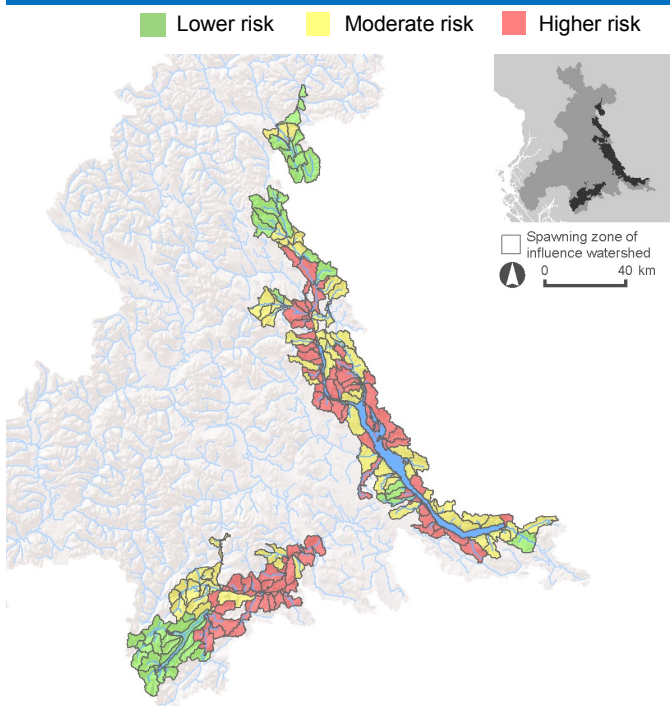 Lower risk Moderate risk Higher risk
Spawning zone of
influence watershed
0 40 km